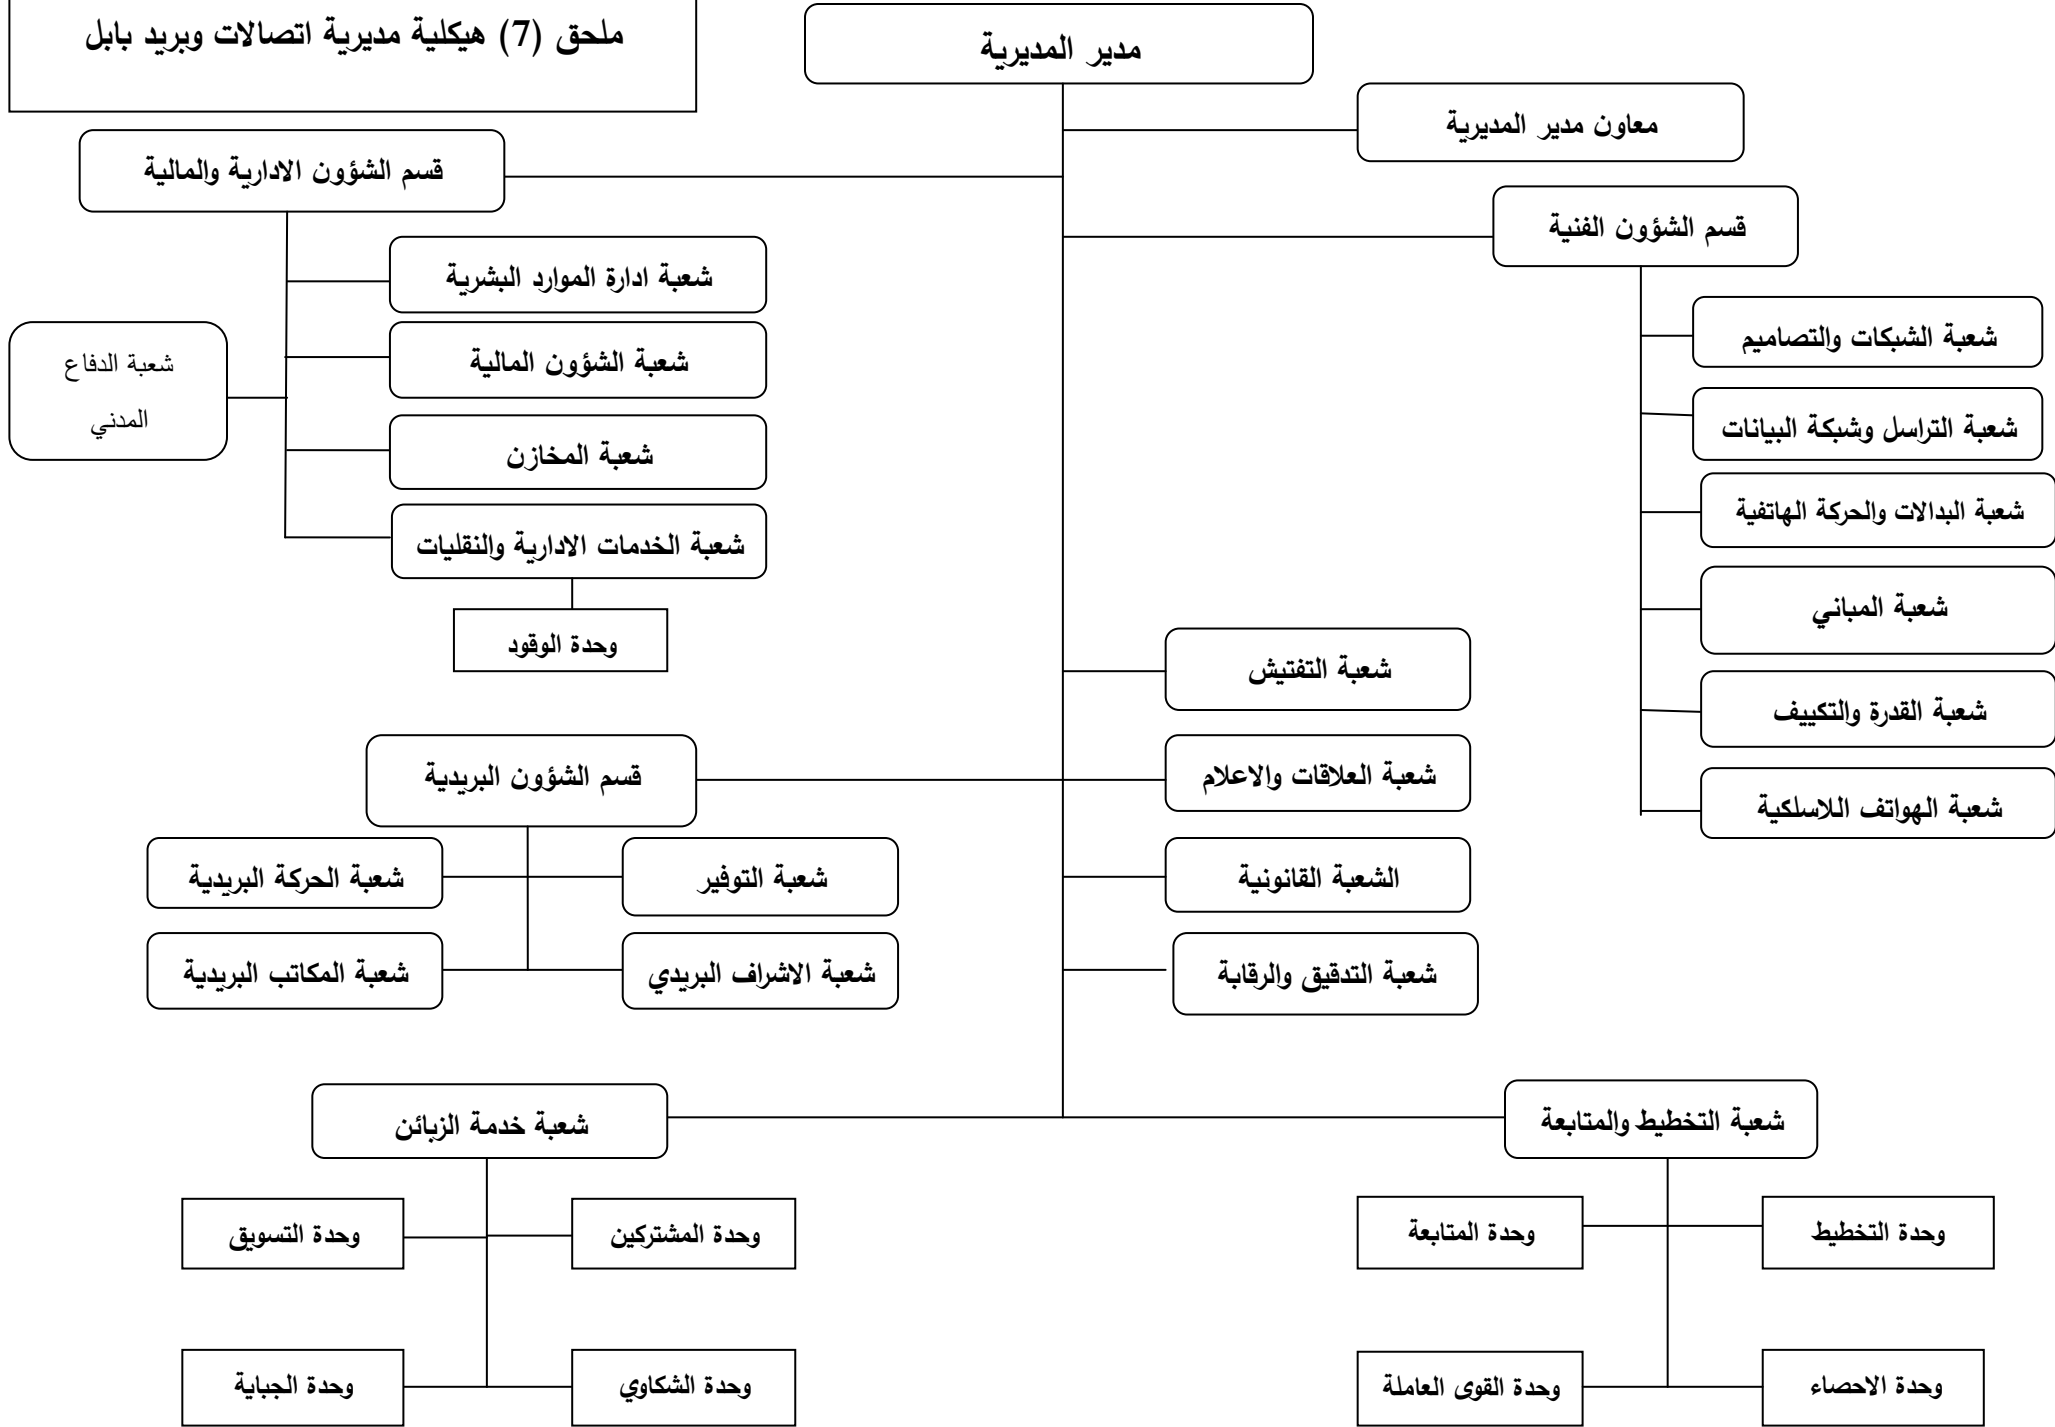 ملحق (7) هيكلية مديرية اتصالات وبريد بابل
مدير المديرية
معاون مدير المديرية
قسم الشؤون الادارية والمالية
قسم الشؤون الفنية
شعبة ادارة الموارد البشرية
شعبة الشؤون المالية
شعبة المخازن
شعبة الخدمات الادارية والنقليات
وحدة الوقود
شعبة الدفاع
المدني
شعبة الشبكات والتصاميم
شعبة التراسل وشبكة البيانات
شعبة البدالات والحركة الهاتفية
شعبة المباني
شعبة القدرة والتكييف
شعبة الهواتف اللاسلكية
شعبة التفتيش
شعبة العلاقات والاعلام
الشعبة القانونية
شعبة التدقيق والرقابة
قسم الشؤون البريدية
شعبة التوفير
شعبة الحركة البريدية
شعبة الاشراف البريدي
شعبة المكاتب البريدية
شعبة التخطيط والمتابعة
وحدة التخطيط
وحدة المتابعة
وحدة الاحصاء
وحدة القوى العاملة
شعبة خدمة الزبائن
وحدة المشتركين
وحدة التسويق
وحدة الشكاوي
وحدة الجباية